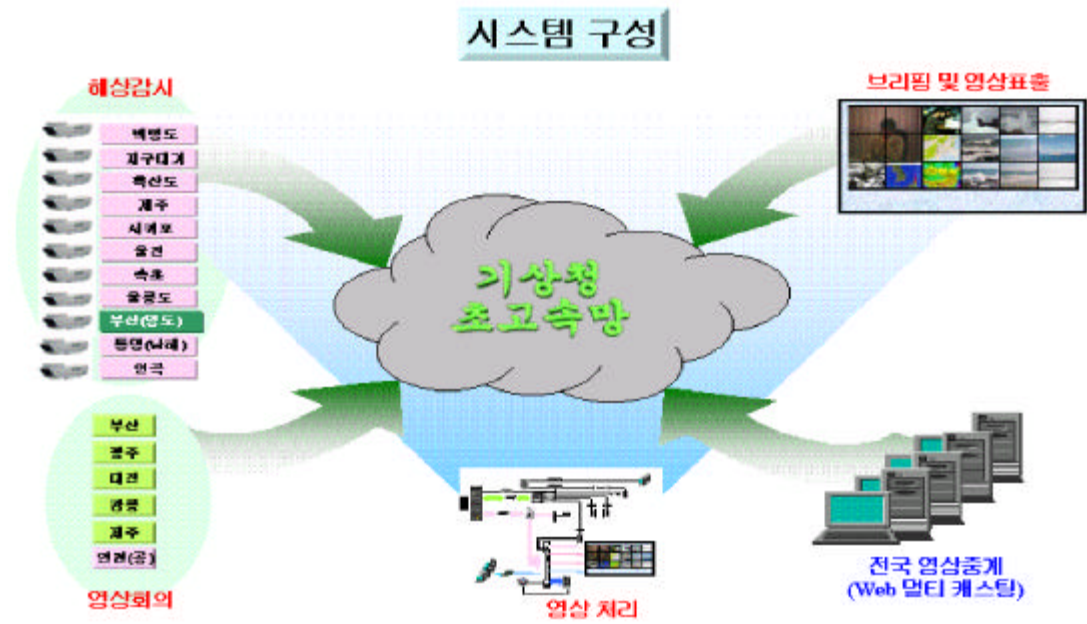 시스템 구성
해상감시
백령도
지구대기
흑산도
제주
서귀포
울진
속초
울릉도
부산(영도)
통영(남해)
안국
부산
광주
대전
강릉
제주
인천(공)
영상회의
기상청
초고속망
브리핑 및 영상표출
영상 처리
전국 영상중계
(Web 멀티 캐스팅)